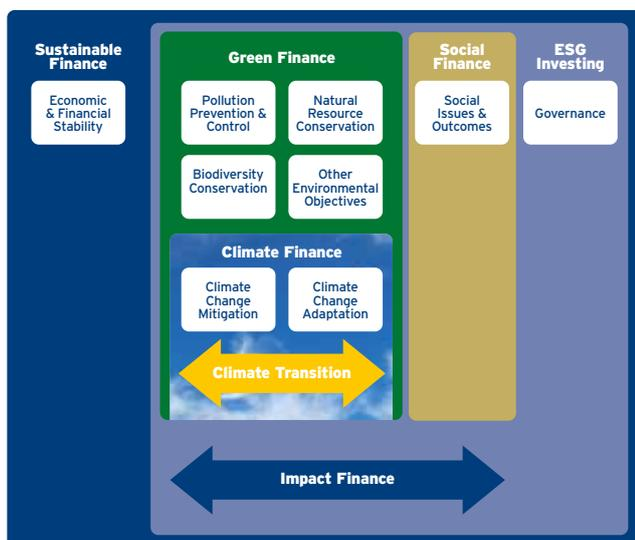 Sustainable
Finance
Economic
& Financial
Stability
Green Finance
Pollution
Prevention &
Control
Natural
Resource
Conservation
Biodiversity
Conservation
Other
Environmental
Objectives
Climate Finance
Climate
Change
Mitigation
Climate
Change
Adaptation
Climate Transition
Social
Finance
Social
Issues &
Outcomes
ESG
Investing
Governance
Impact Finance